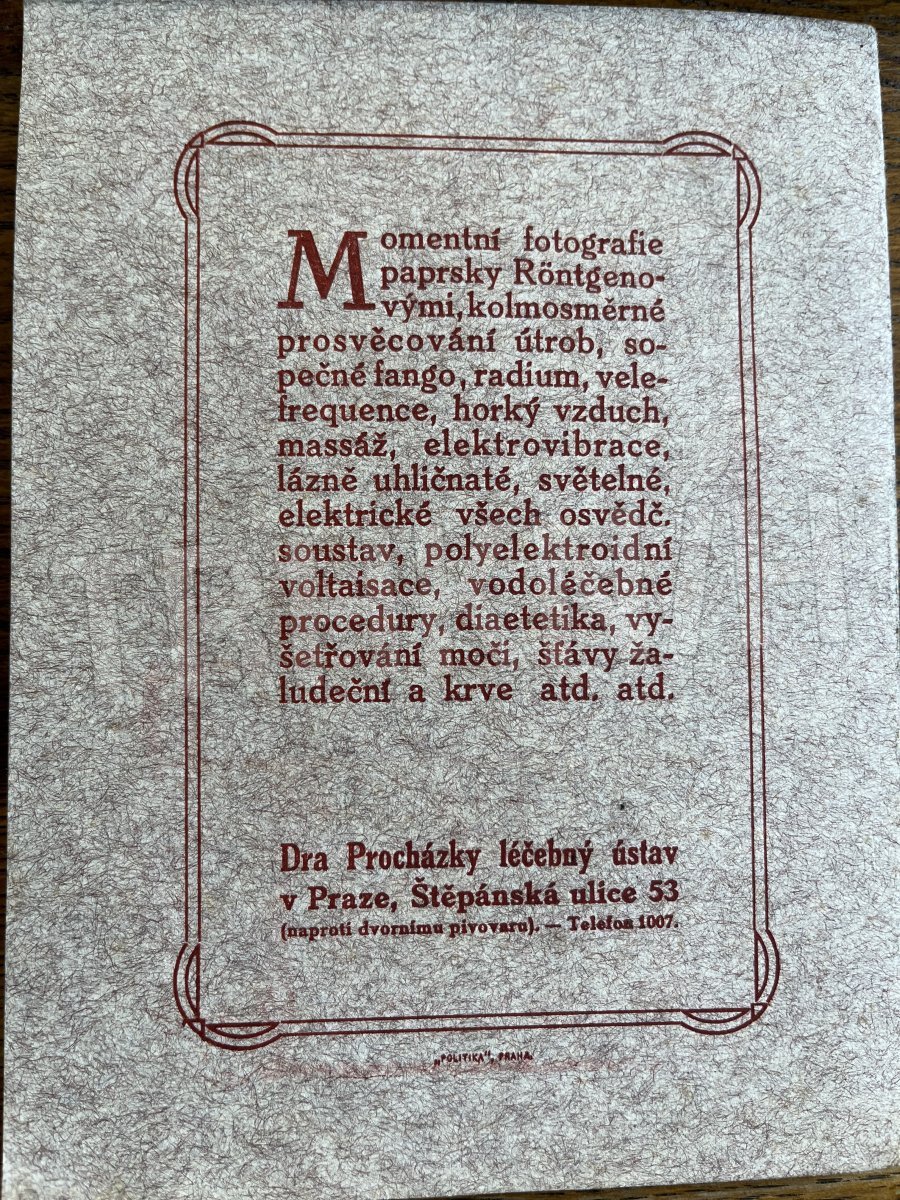 Momentní fotografie
paprsky Röntgeno-
vými, kolmosměrné
prosvěcování útrob, so-
pečné fango, radium, vele-
frequence, horký vzduch,
massáž, elektrovibrace,
lázně uhličnaté, světelné,
elektrické všech osvědč.
soustav, polyelektroidní
voltaisace, vodoléčebné
procedury, diaetetika, vy-
šetřování moči, šťávy ža-
ludeční a krve atd. atd.
Dra Procházky léčebný ústav
v Praze, Štěpánská ulice 53
(naproti dvornímu pivovaru). — Telefon 1007.
„POLITIKA“, PRAHA.